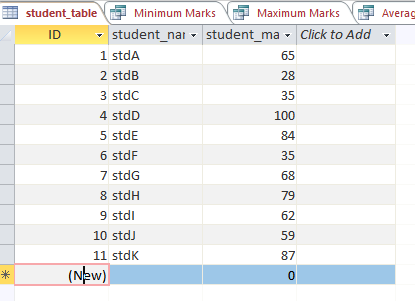 student_table Minimum Marks Maximum Marks Averag
ID student_nar student_ma Click to Add
1 stdA 65
2 stdB 28
3 stdC 35
4 stdD 100
5 stdE 84
6 stdF 35
7 stdG 68
8 stdH 79
9 stdI 62
10 stdJ 59
11 stdK 87
* (New) 0